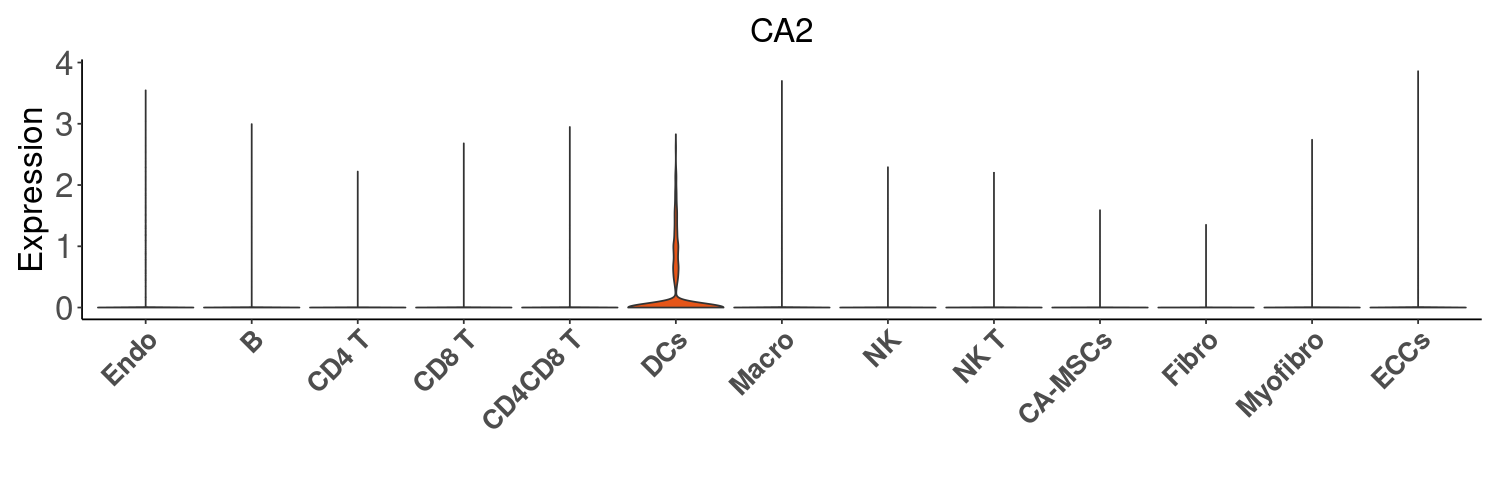 CA2
Expression
4
3
2
1
0
Endo
B
CD4 T
CD8 T
CD4CD8 T
DCs
Macro
NK
NK T
CA-MSCs
Fibro
Myofibro
ECCs